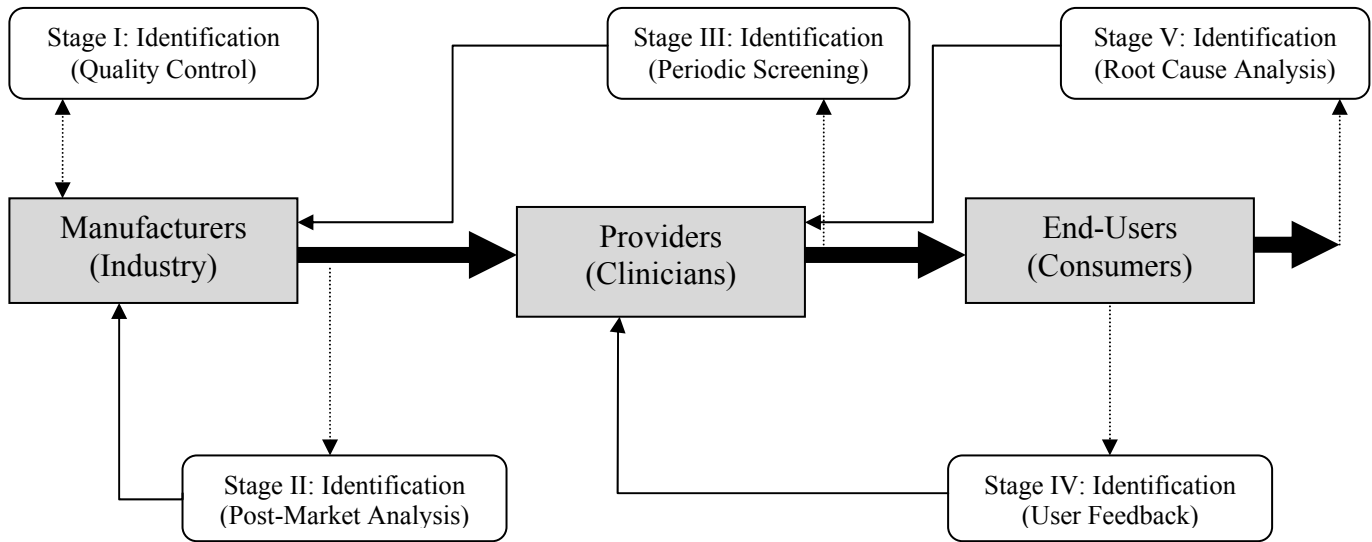 Stage I: Identification
(Quality Control)
Stage III: Identification
(Periodic Screening)
Stage V: Identification
(Root Cause Analysis)
Manufacturers
(Industry)
Providers
(Clinicians)
End-Users
(Consumers)
Stage II: Identification
(Post-Market Analysis)
Stage IV: Identification
(User Feedback)